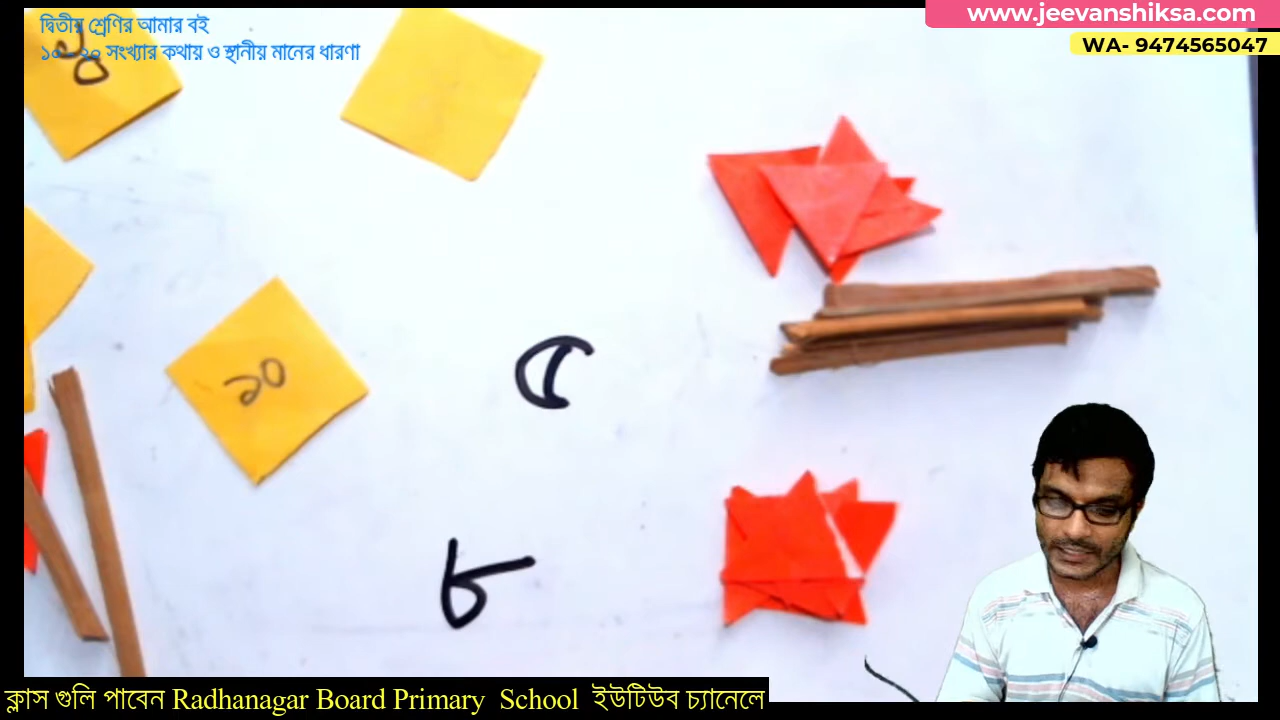 www.jeevanshiksa.com
WA- 9474565047
দ্বিতীয় শ্রেণির আমার বই
১০ - ২০ সংখ্যার কথায় ও স্থানীয় মানের ধারণা
১০
১০
৫
৮
ক্লাস গুলি পাবেন Radhanagar Board Primary School ইউটিউব চ্যানেলে